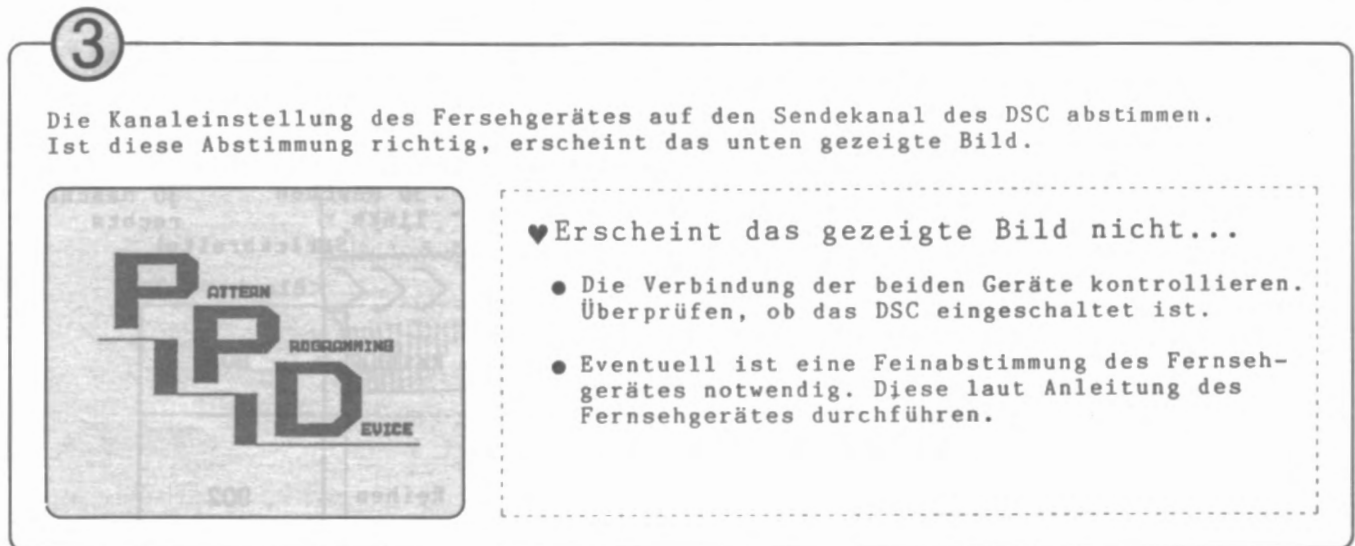 3
Die Kanaleinstellung des Fersehgerätes auf den Sendekanal des DSC abstimmen.
Ist diese Abstimmung richtig, erscheint das unten gezeigte Bild.
PATTERN
PROGRAMMING
DEVICE
♥Erscheint das gezeigte Bild nicht...
● Die Verbindung der beiden Geräte kontrollieren.
Überprüfen, ob das DSC eingeschaltet ist.
● Eventuell ist eine Feinabstimmung des Fernseh-
gerätes notwendig. Diese laut Anleitung des
Fernsehgerätes durchführen.